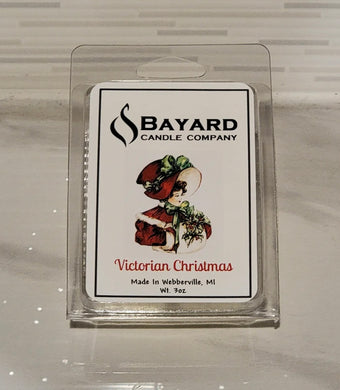 BAYARD
CANDLE COMPANY
Victorian Christmas
Made In Webberville, MI
Wt. 3oz